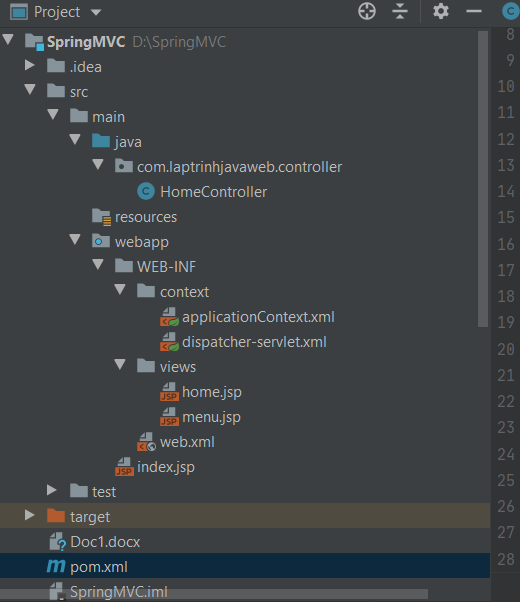 Project
SpringMVC D:\SpringMVC
.idea
src
main
java
com.laptrinhjavaweb.controller
C HomeController
resources
webapp
WEB-INF
context
applicationContext.xml
dispatcher-servlet.xml
views
JSP home.jsp
JSP menu.jsp
web.xml
JSP index.jsp
test
target
Doc1.docx
m pom.xml
SpringMVC.iml
C
8
9
10
11
12
13
14
15
16
17
18
19
20
21
22
23
24
25
26
27
28